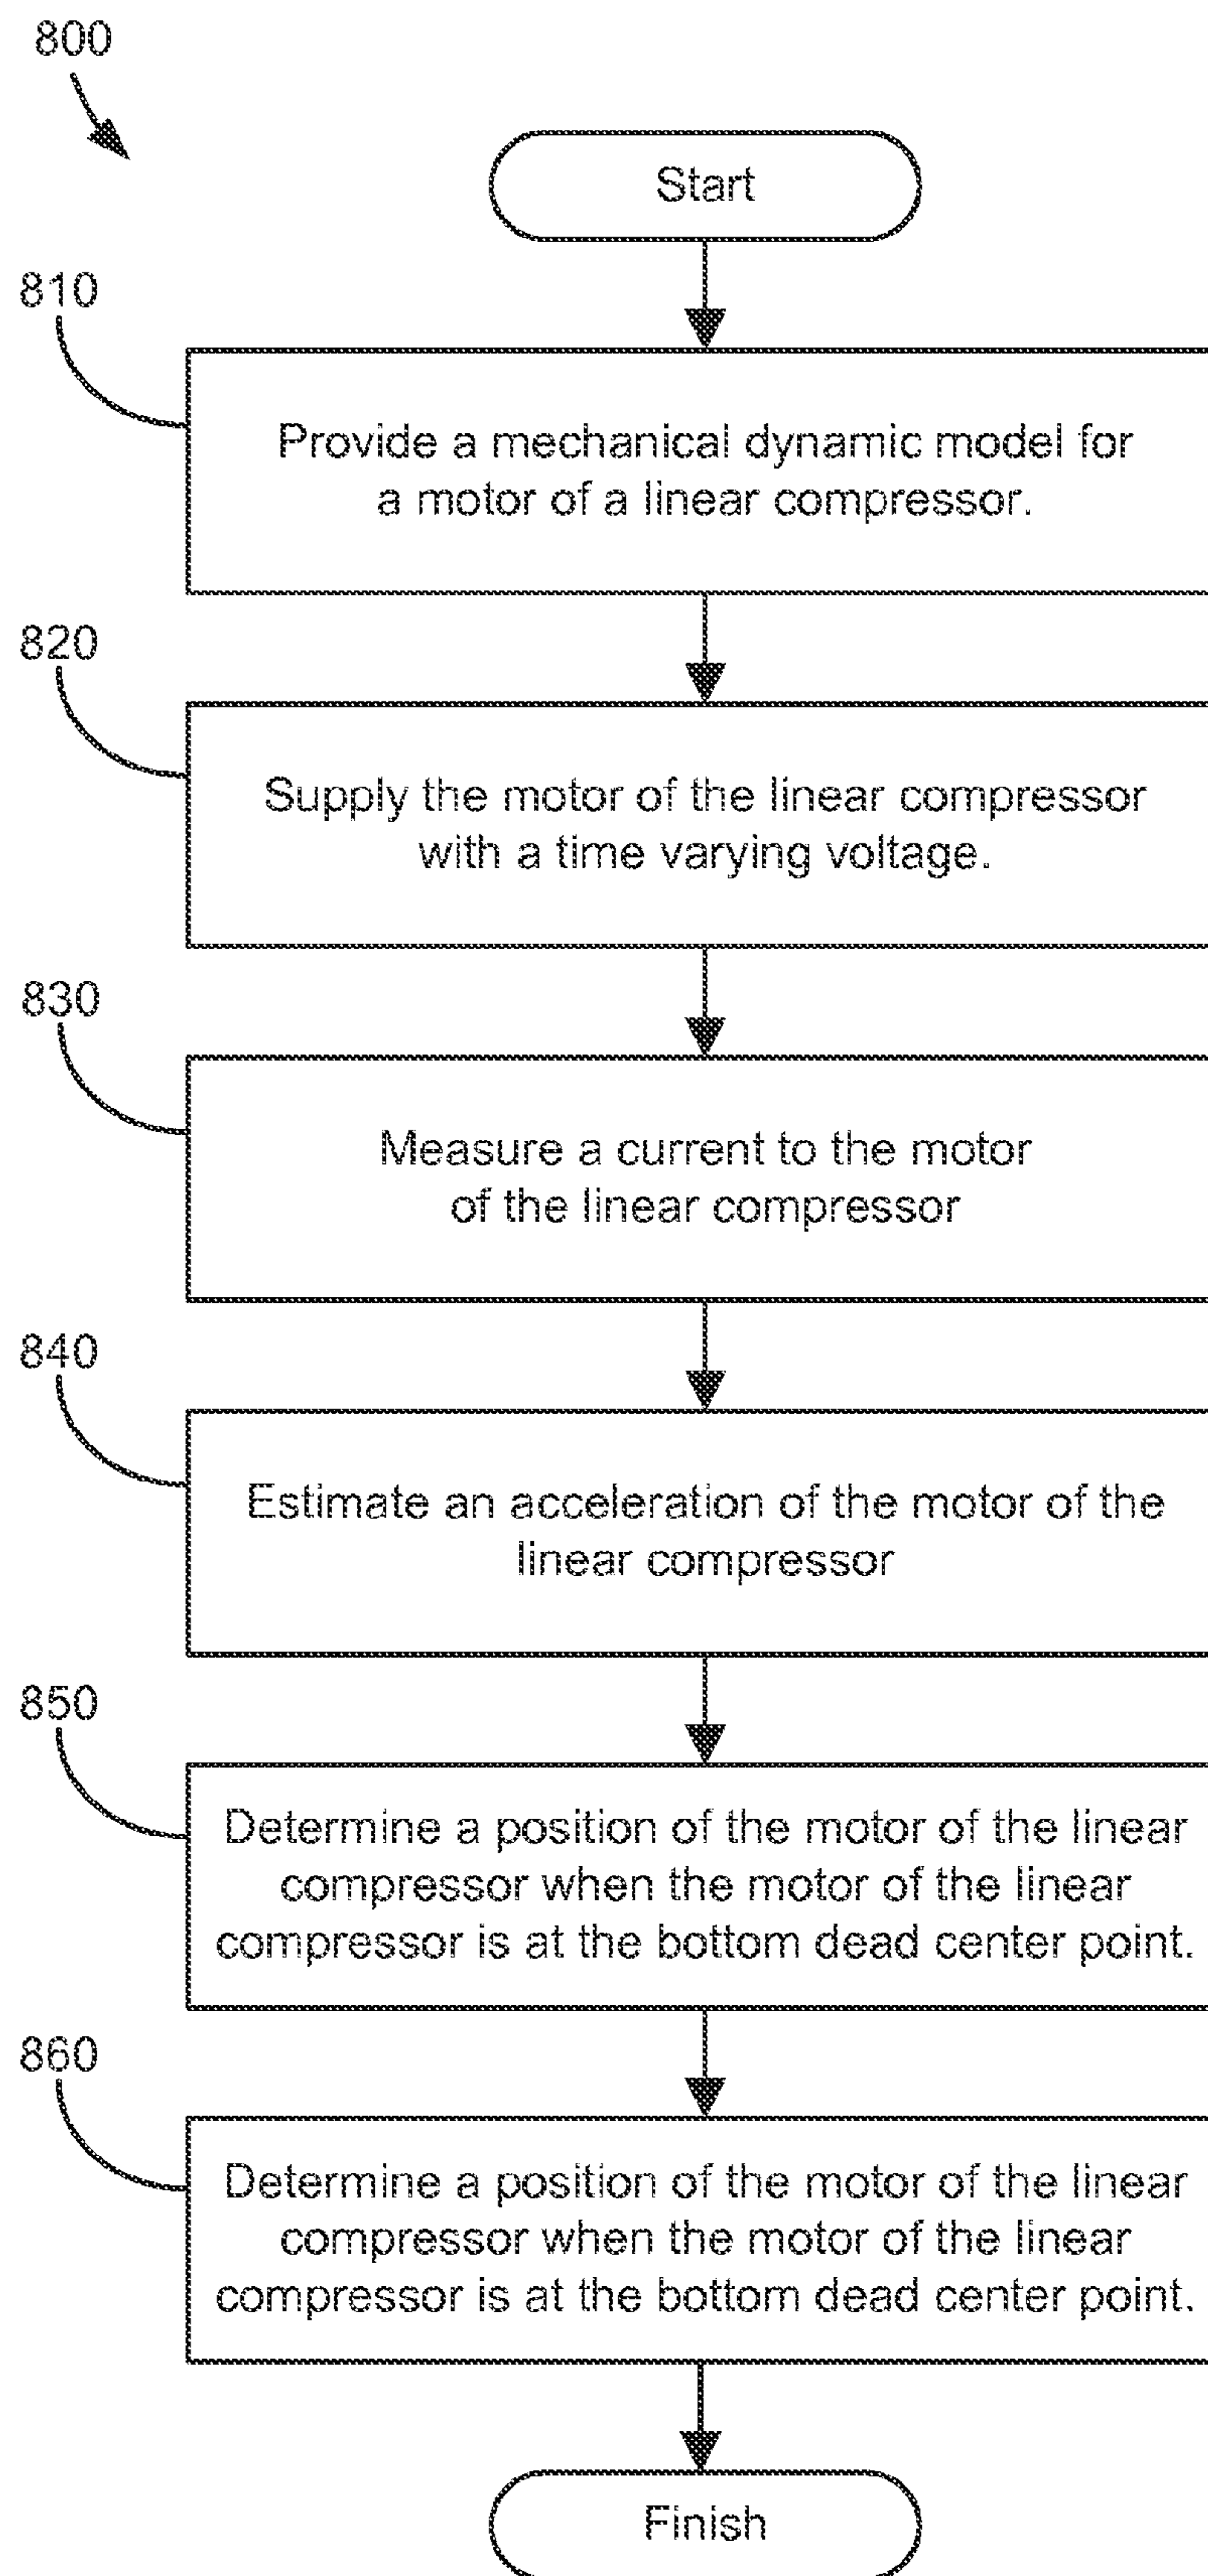 800
Start
810
Provide a mechanical dynamic model for
a motor of a linear compressor.
820
Supply the motor of the linear compressor
with a time varying voltage.
830
Measure a current to the motor
of the linear compressor
840
Estimate an acceleration of the motor of the
linear compressor
850
Determine a position of the motor of the linear
compressor when the motor of the linear
compressor is at the bottom dead center point.
860
Determine a position of the motor of the linear
compressor when the motor of the linear
compressor is at the bottom dead center point.
Finish